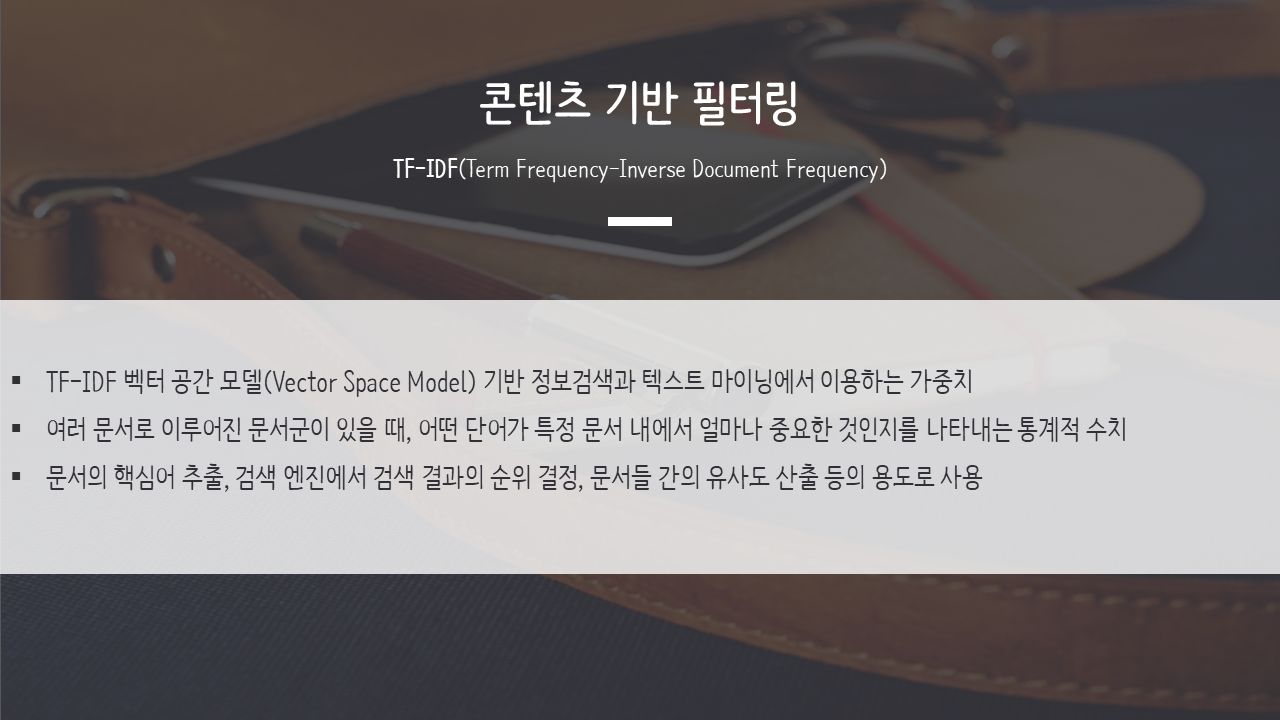 콘텐츠 기반 필터링
TF-IDF(Term Frequency-Inverse Document Frequency)
▪ TF-IDF 벡터 공간 모델(Vector Space Model) 기반 정보검색과 텍스트 마이닝에서 이용하는 가중치
▪ 여러 문서로 이루어진 문서군이 있을 때, 어떤 단어가 특정 문서 내에서 얼마나 중요한 것인지를 나타내는 통계적 수치
▪ 문서의 핵심어 추출, 검색 엔진에서 검색 결과의 순위 결정, 문서들 간의 유사도 산출 등의 용도로 사용